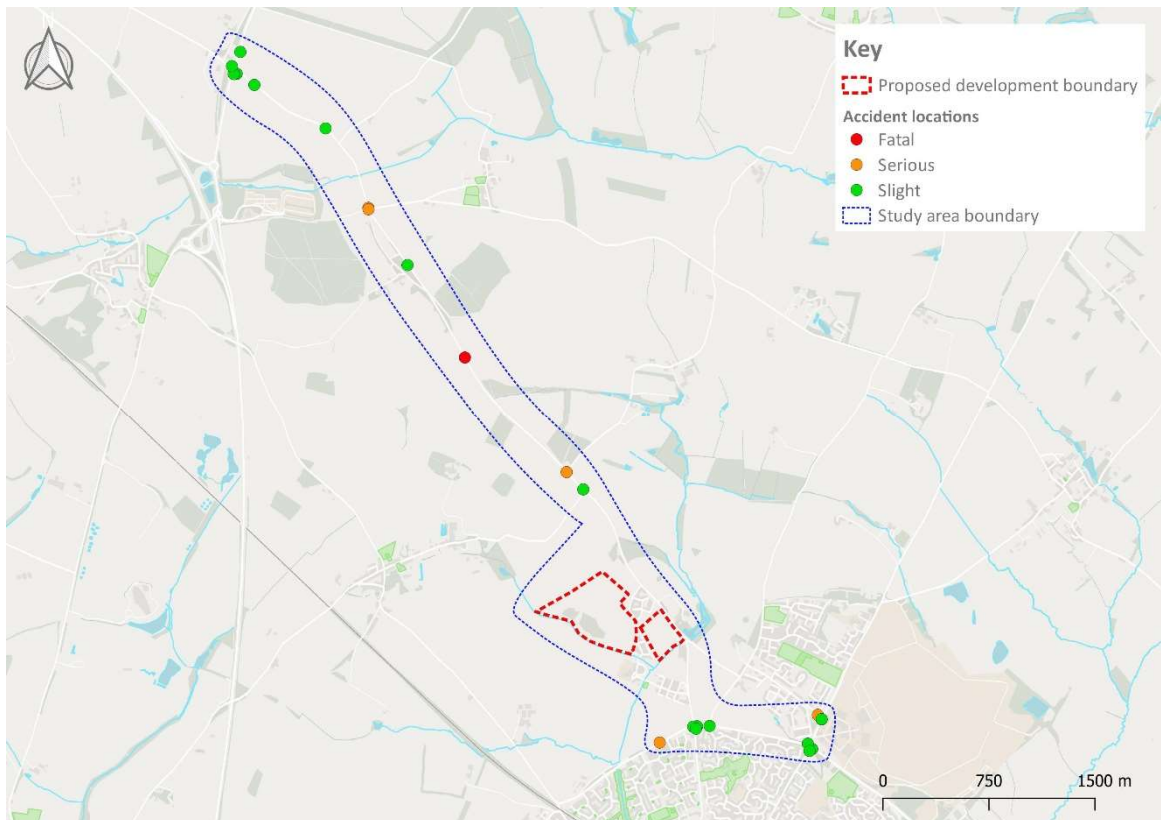 Key
Proposed development boundary
Accident locations
Fatal
Serious
Slight
Study area boundary
0 750 1500 m